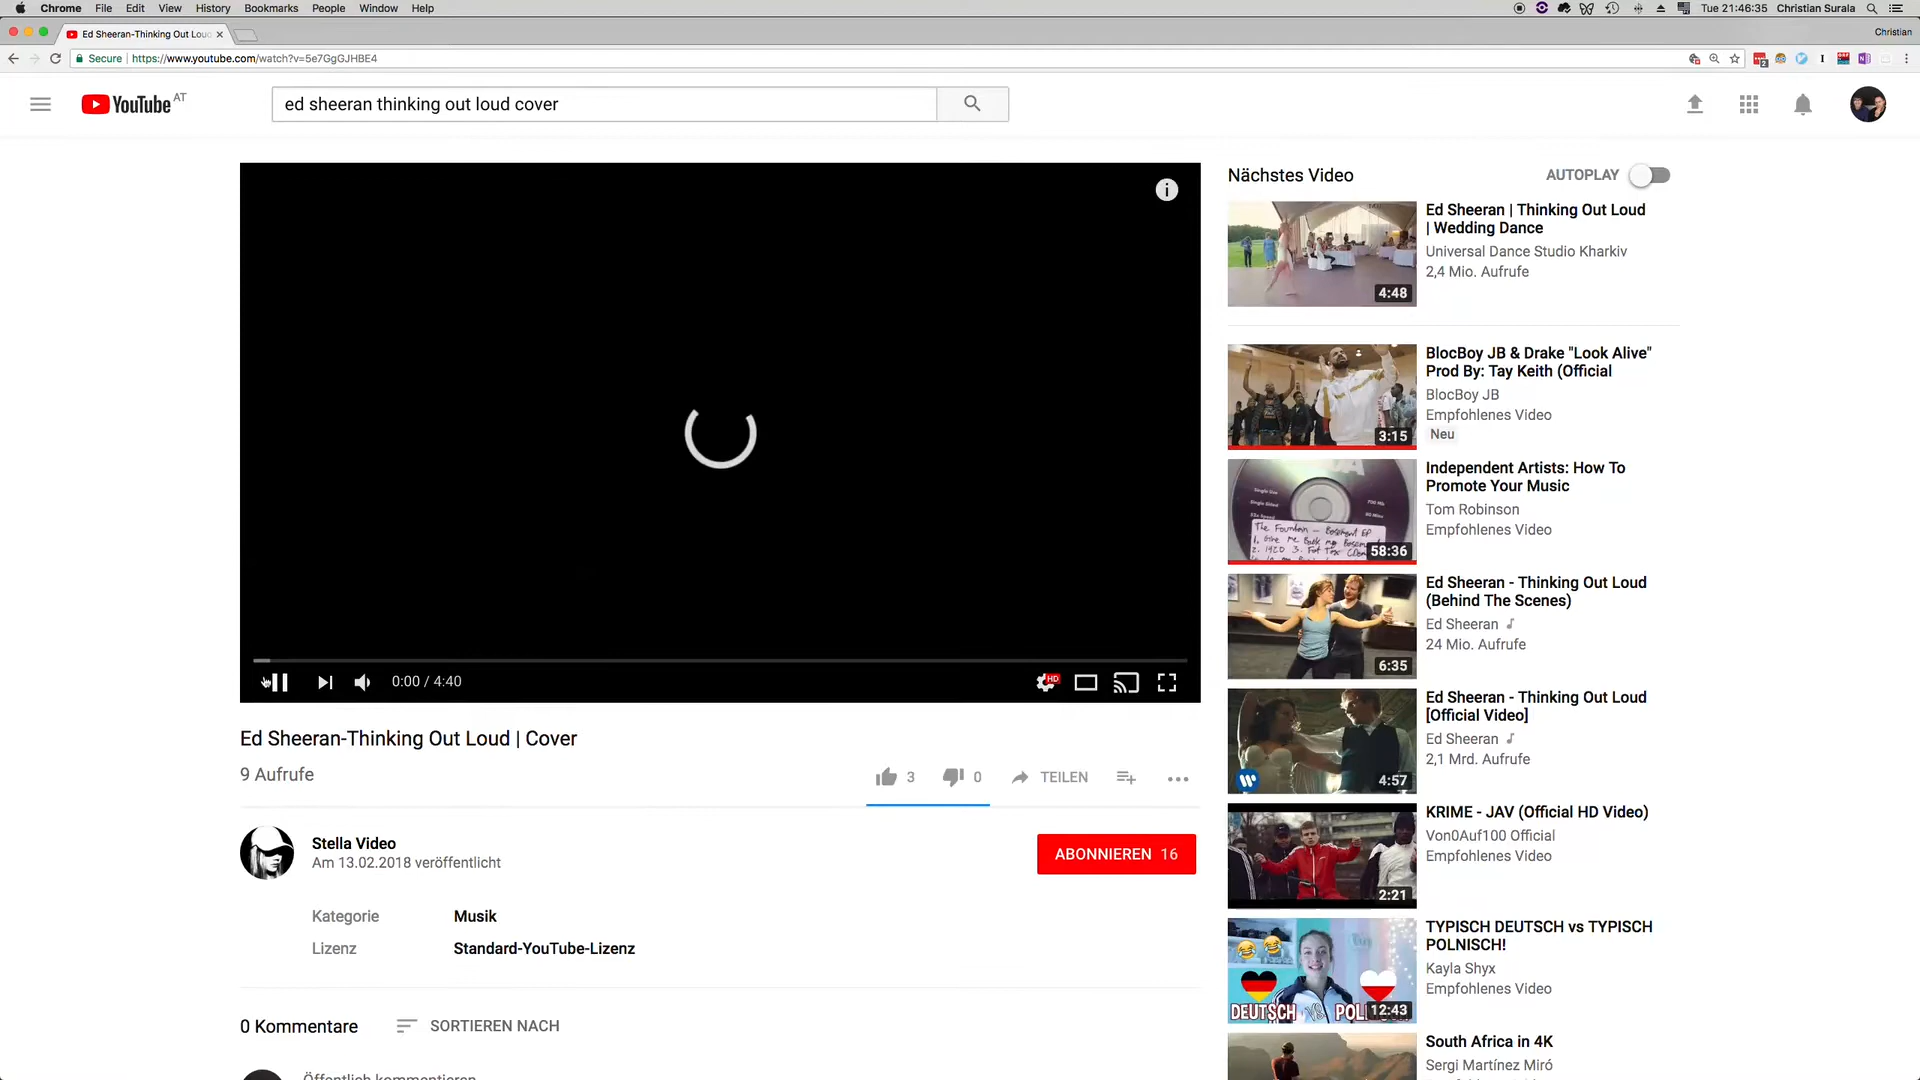 Chrome File Edit View History Bookmarks People Window Help
Tue 21:46:35 Christian Surala
Ed Sheeran-Thinking Out Loud
Christian
Secure https://www.youtube.com/watch?v=5e7GgGJHBE4
YouTube AT
ed sheeran thinking out loud cover
Nächstes Video AUTOPLAY
Ed Sheeran | Thinking Out Loud
| Wedding Dance
Universal Dance Studio Kharkiv
2,4 Mio. Aufrufe
4:48
BlocBoy JB & Drake "Look Alive"
Prod By: Tay Keith (Official
BlocBoy JB
Empfohlenes Video
Neu
3:15
Independent Artists: How To
Promote Your Music
Tom Robinson
Empfohlenes Video
58:36
Ed Sheeran - Thinking Out Loud
(Behind The Scenes)
Ed Sheeran
24 Mio. Aufrufe
6:35
Ed Sheeran - Thinking Out Loud
[Official Video]
Ed Sheeran
2,1 Mrd. Aufrufe
4:57
KRIME - JAV (Official HD Video)
Von0Auf100 Official
Empfohlenes Video
2:21
TYPISCH DEUTSCH vs TYPISCH
POLNISCH!
Kayla Shyx
Empfohlenes Video
DEUTSCH VS POL
12:43
South Africa in 4K
Sergi Martínez Miró
0:00 / 4:40
HD
Ed Sheeran-Thinking Out Loud | Cover
9 Aufrufe
3 0 TEILEN
Stella Video
Am 13.02.2018 veröffentlicht
ABONNIEREN 16
Kategorie Musik
Lizenz Standard-YouTube-Lizenz
0 Kommentare SORTIEREN NACH
Öffentlich kommentieren